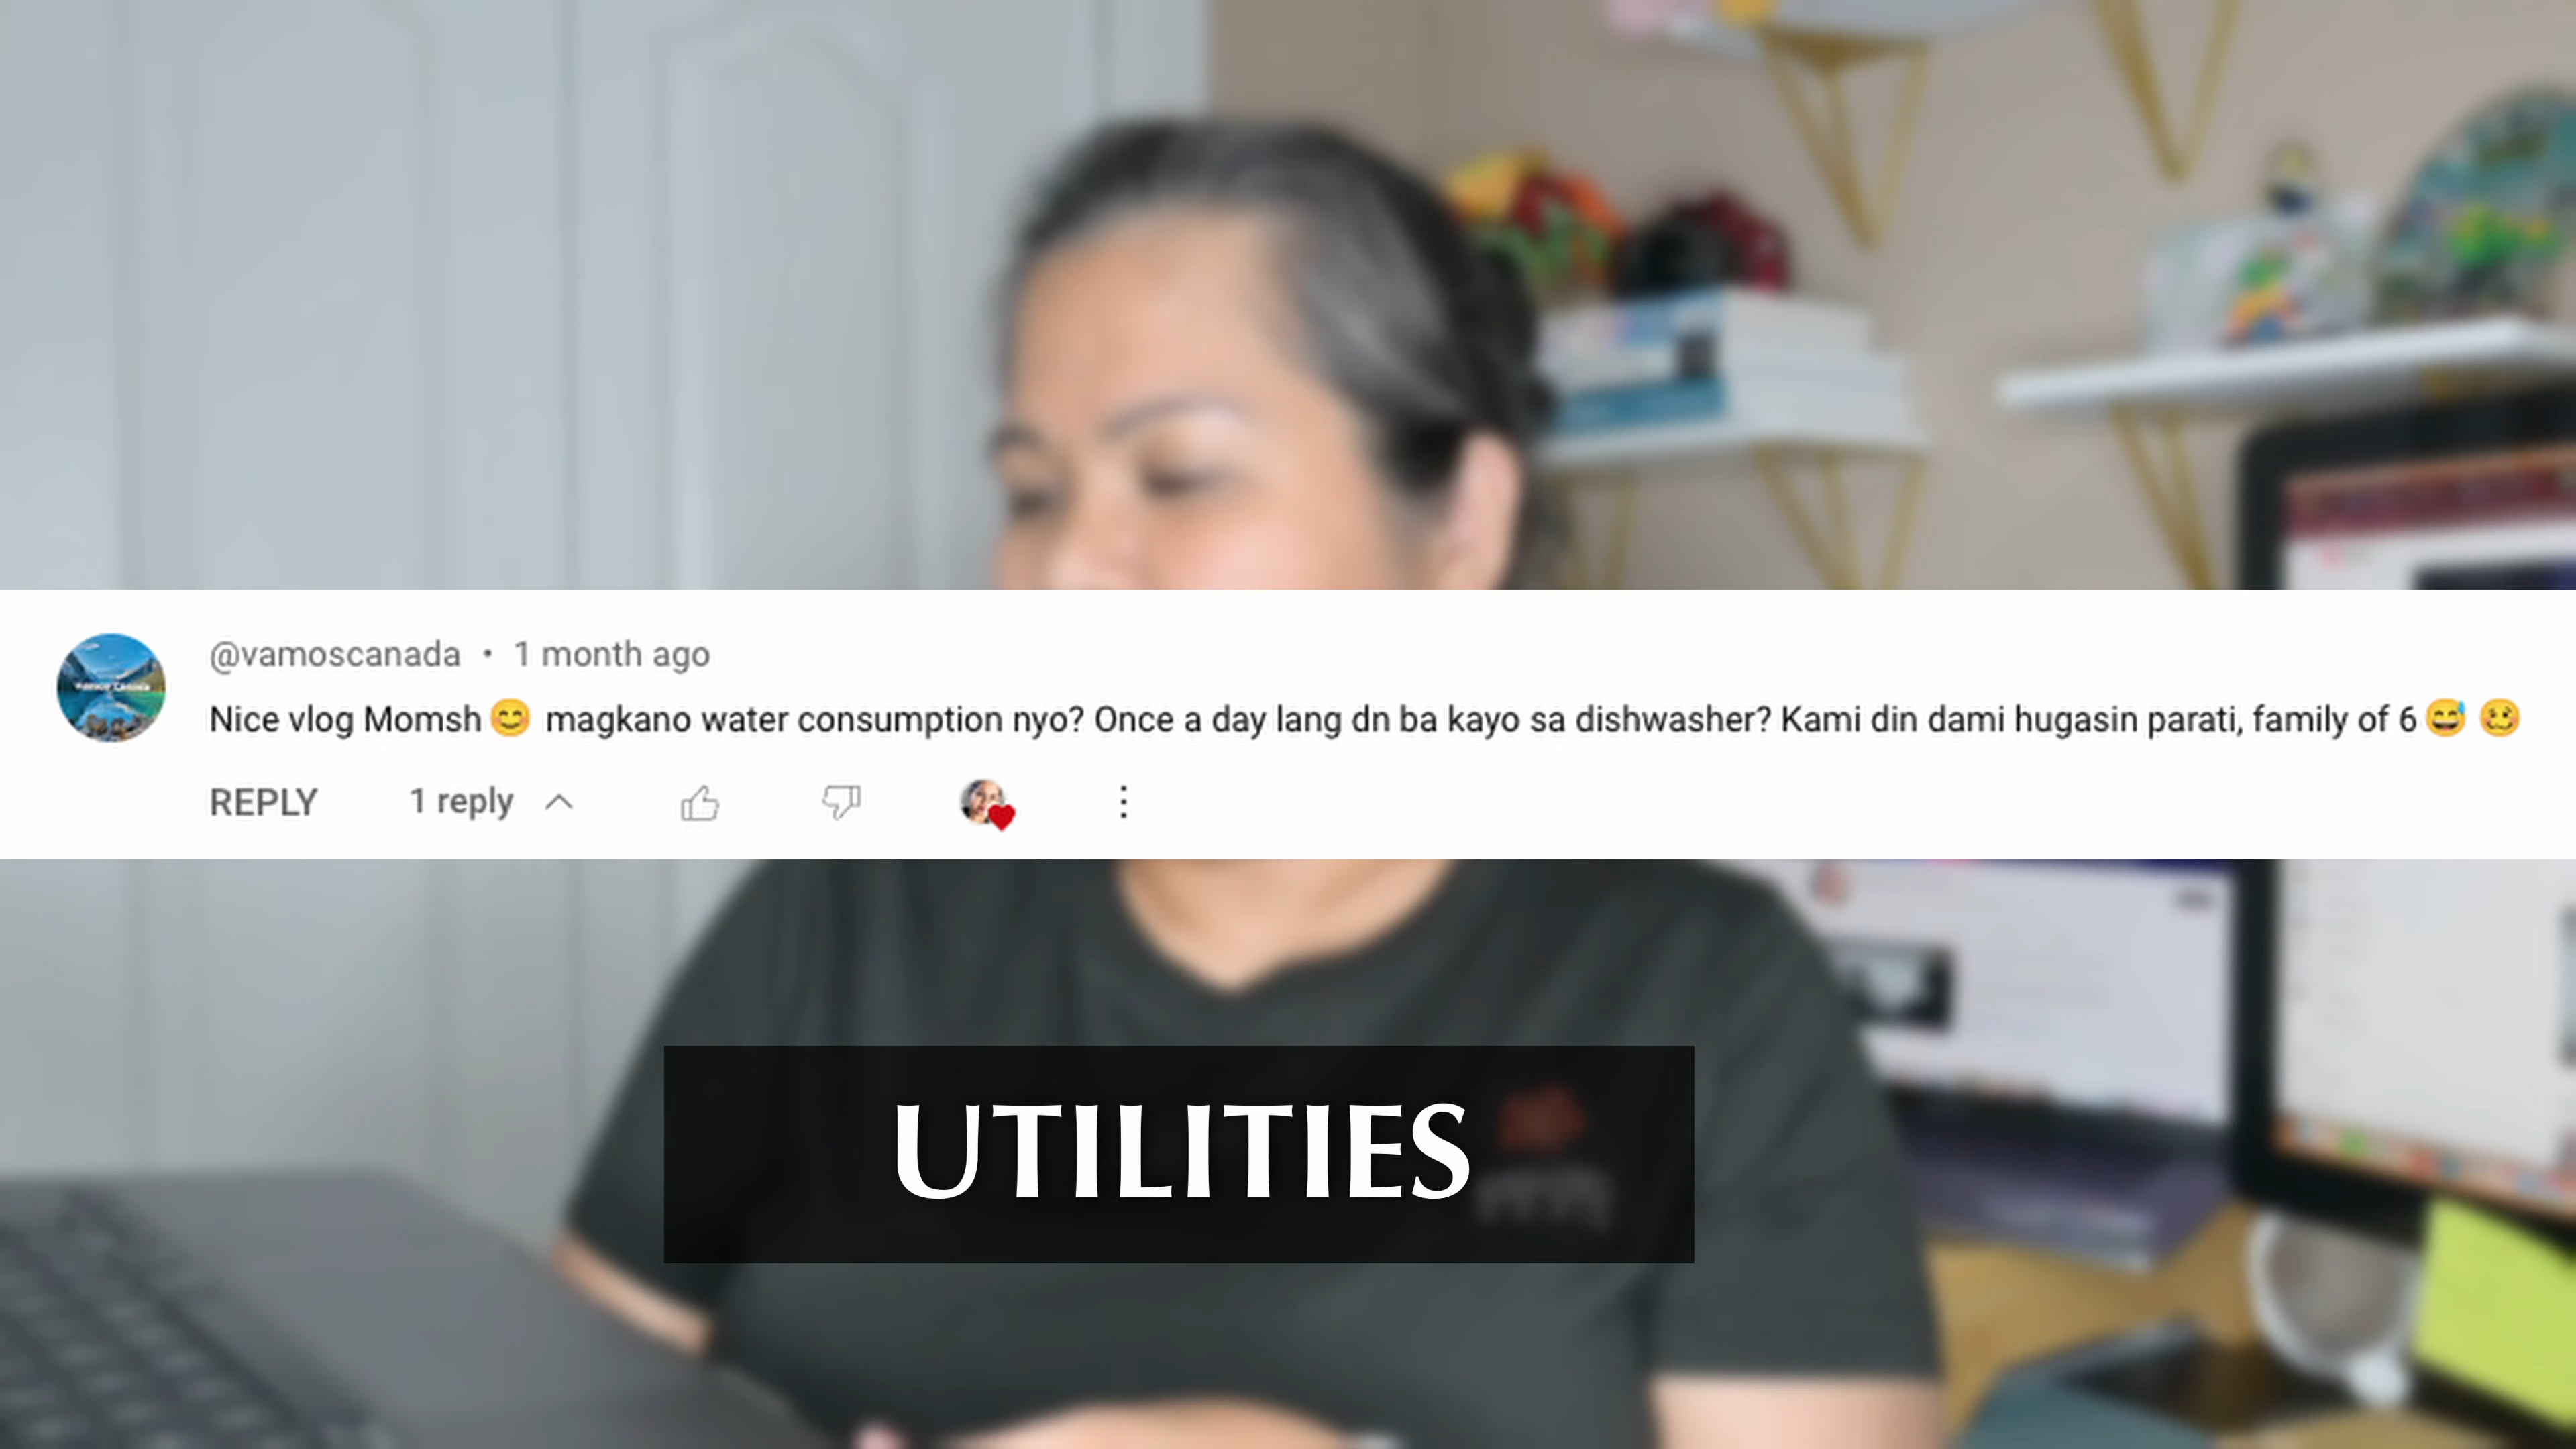 @vamoscanada • 1 month ago
Nice vlog Momsh😊 magkano water consumption nyo? Once a day lang dn ba kayo sa dishwasher? Kami din dami hugasin parati, family of 6😅🥴
REPLY 1 reply
UTILITIES